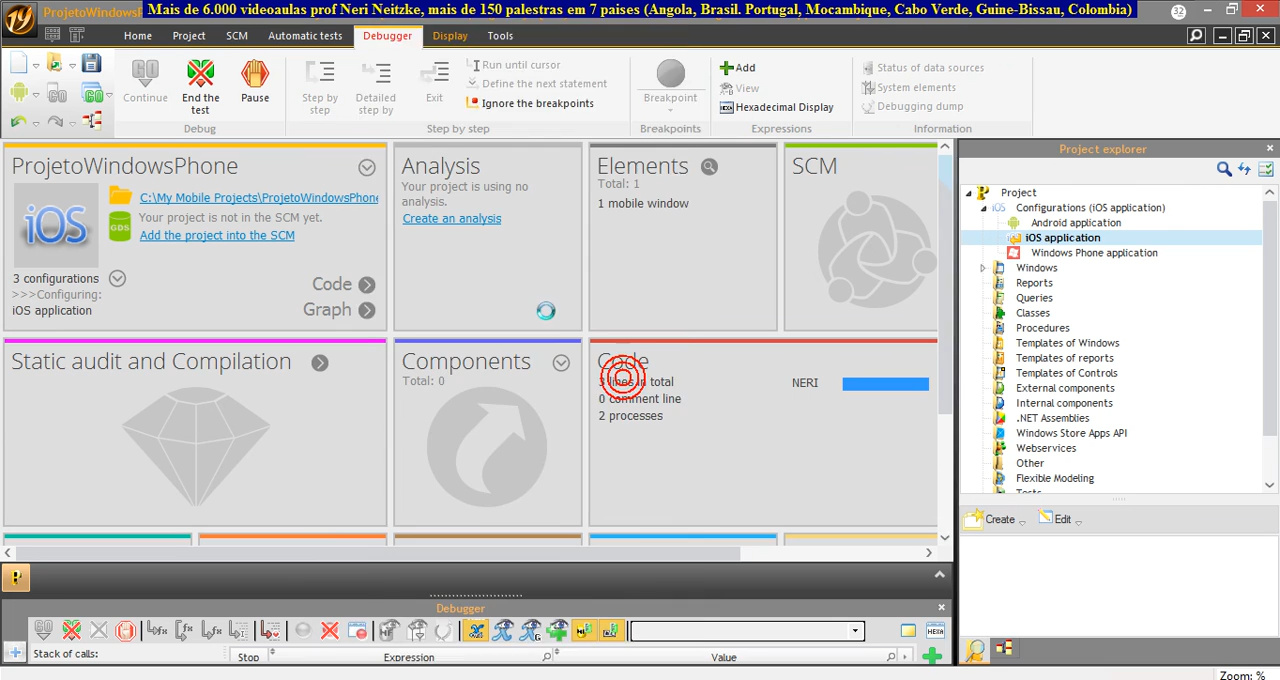 ProjetoWindowsP
Mais de 6.000 videoaulas prof Neri Neitzke, mais de 150 palestras em 7 paises (Angola, Brasil. Portugal, Mocambique, Cabo Verde, Guine-Bissau, Colombia)
32
19
Home Project SCM Automatic tests Debugger Display Tools
GO
Continue
End the test
Pause
Debug
Step by step
Detailed step by
Exit
Run until cursor
Define the next statement
Ignore the breakpoints
Step by step
Breakpoint
Breakpoints
Add
View
Hexadecimal Display
Expressions
Status of data sources
System elements
Debugging dump
Information
ProjetoWindowsPhone
iOS
C:\My Mobile Projects\ProjetoWindowsPhone
Your project is not in the SCM yet.
GDS
Add the project into the SCM
3 configurations
>>>Configuring:
iOS application
Code
Graph
Analysis
Your project is using no analysis.
Create an analysis
Elements
Total: 1
1 mobile window
SCM
Static audit and Compilation
Components
Total: 0
Code
3 lines in total
0 comment line
2 processes
NERI
Project explorer
Project
iOS Configurations (iOS application)
Android application
iOS application
Windows Phone application
Windows
Reports
Queries
Classes
Procedures
Templates of Windows
Templates of reports
Templates of Controls
External components
Internal components
.NET Assemblies
Windows Store Apps API
Webservices
Other
Flexible Modeling
Tests
Create
Edit
Debugger
GO
HEXA
Stack of calls:
Stop Expression Value
Zoom: %